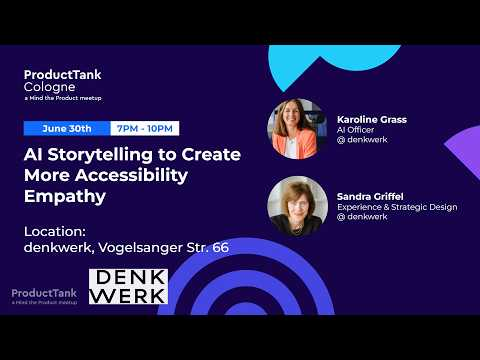 ProductTank
Cologne
a Mind the Product meetup
June 30th
7PM - 10PM
AI Storytelling to Create
More Accessibility
Empathy
Location:
denkwerk, Vogelsanger Str. 66
Karoline Grass
AI Officer
@ denkwerk
Sandra Griffel
Experience & Strategic Design
@ denkwerk
ProductTank
a Mind the Product meetup
DENK
WERK